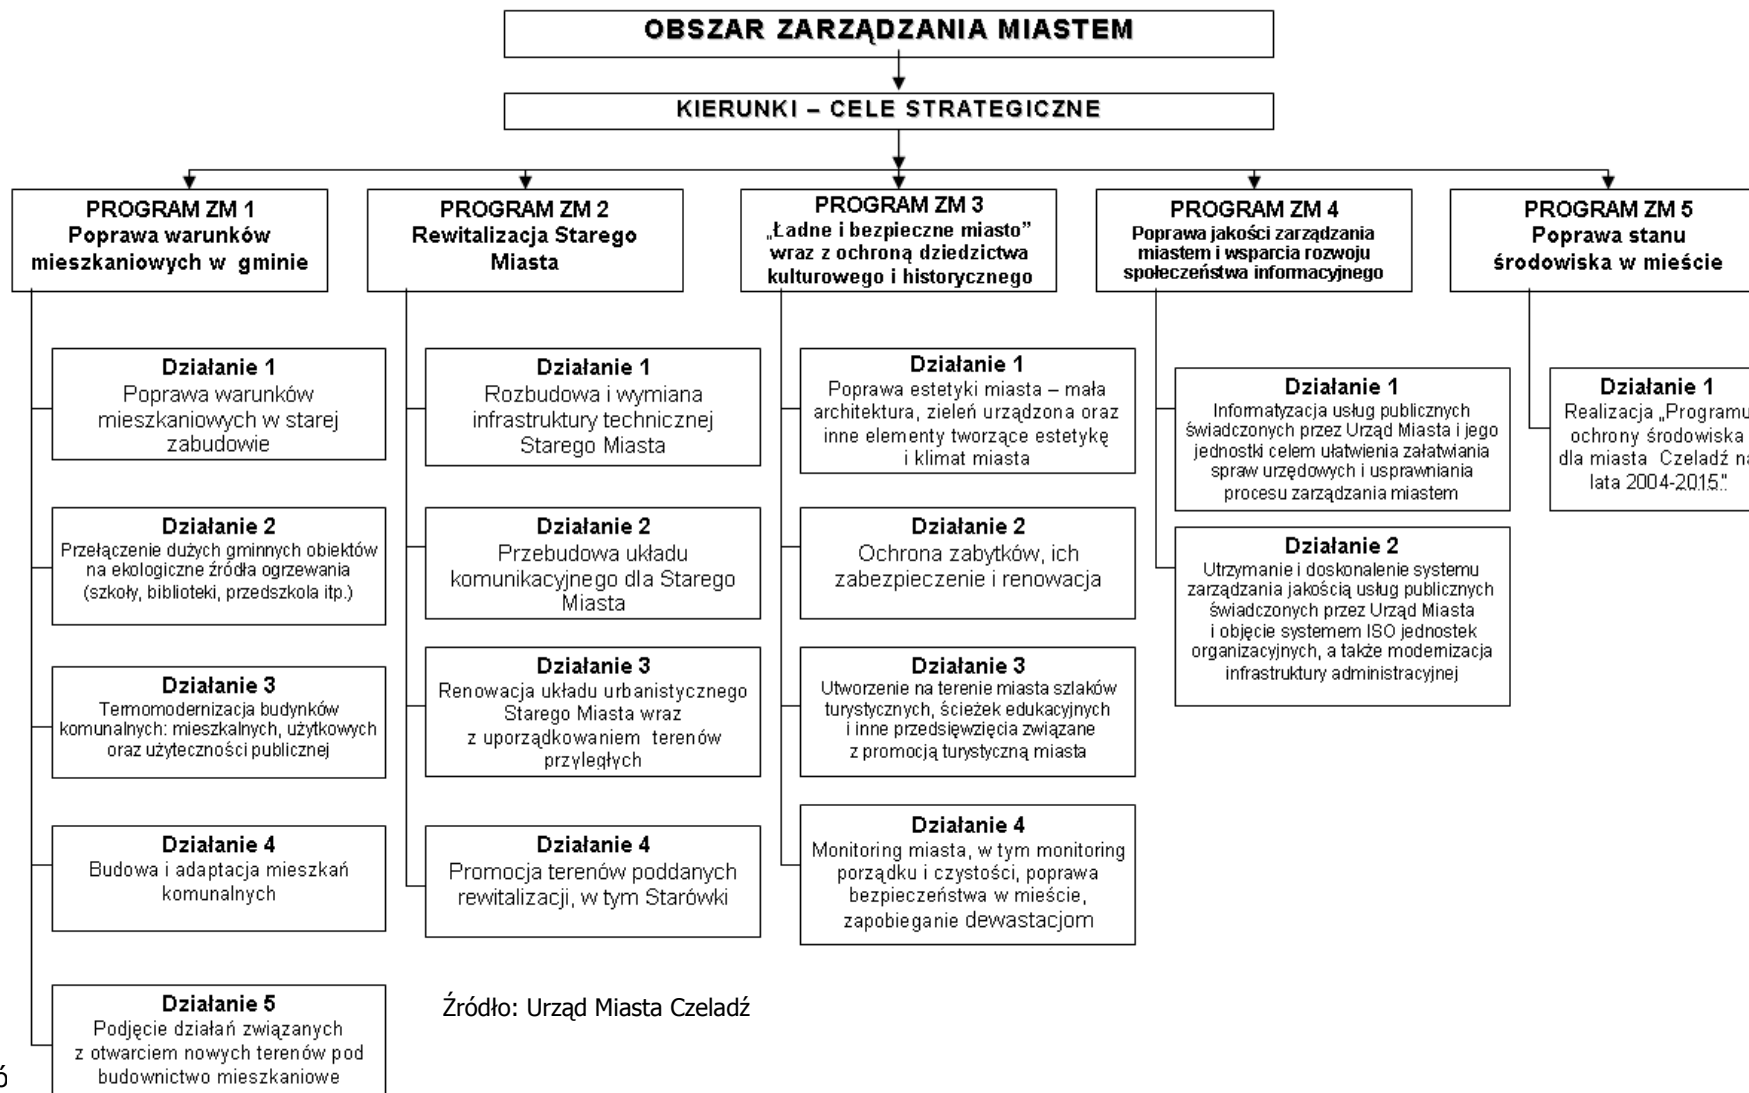 OBSZAR ZARZĄDZANIA MIASTEM
KIERUNKI – CELE STRATEGICZNE
PROGRAM ZM 1
Poprawa warunków
mieszkaniowych w gminie
Działanie 1
Poprawa warunków
mieszkaniowych w starej
zabudowie
Działanie 2
Przełączenie dużych gminnych obiektów
na ekologiczne źródła ogrzewania
(szkoły, biblioteki, przedszkola itp.)
Działanie 3
Termomodernizacja budynków
komunalnych: mieszkalnych, użytkowych
oraz użyteczności publicznej
Działanie 4
Budowa i adaptacja mieszkań
komunalnych
Działanie 5
Podjęcie działań związanych
z otwarciem nowych terenów pod
budownictwo mieszkaniowe
PROGRAM ZM 2
Rewitalizacja Starego
Miasta
Działanie 1
Rozbudowa i wymiana
infrastruktury technicznej
Starego Miasta
Działanie 2
Przebudowa układu
komunikacyjnego dla Starego
Miasta
Działanie 3
Renowacja układu urbanistycznego
Starego Miasta wraz
z uporządkowaniem terenów
przyległych
Działanie 4
Promocja terenów poddanych
rewitalizacji, w tym Starówki
PROGRAM ZM 3
„Ładne i bezpieczne miasto”
wraz z ochroną dziedzictwa
kulturowego i historycznego
Działanie 1
Poprawa estetyki miasta – mała
architektura, zieleń urządzona oraz
inne elementy tworzące estetykę
i klimat miasta
Działanie 2
Ochrona zabytków, ich
zabezpieczenie i renowacja
Działanie 3
Utworzenie na terenie miasta szlaków
turystycznych, ścieżek edukacyjnych
i inne przedsięwzięcia związane
z promocją turystyczną miasta
Działanie 4
Monitoring miasta, w tym monitoring
porządku i czystości, poprawa
bezpieczeństwa w mieście,
zapobieganie dewastacjom
PROGRAM ZM 4
Poprawa jakości zarządzania
miastem i wsparcia rozwoju
społeczeństwa informacyjnego
Działanie 1
Informatyzacja usług publicznych
świadczonych przez Urząd Miasta i jego
jednostki celem ułatwienia załatwiania
spraw urzędowych i usprawniania
procesu zarządzania miastem
Działanie 2
Utrzymanie i doskonalenie systemu
zarządzania jakością usług publicznych
świadczonych przez Urząd Miasta
i objęcie systemem ISO jednostek
organizacyjnych, a także modernizacja
infrastruktury administracyjnej
PROGRAM ZM 5
Poprawa stanu
środowiska w mieście
Działanie 1
Realizacja „Programu
ochrony środowiska
dla miasta Czeladź na
lata 2004-2015”
Źródło: Urząd Miasta Czeladź